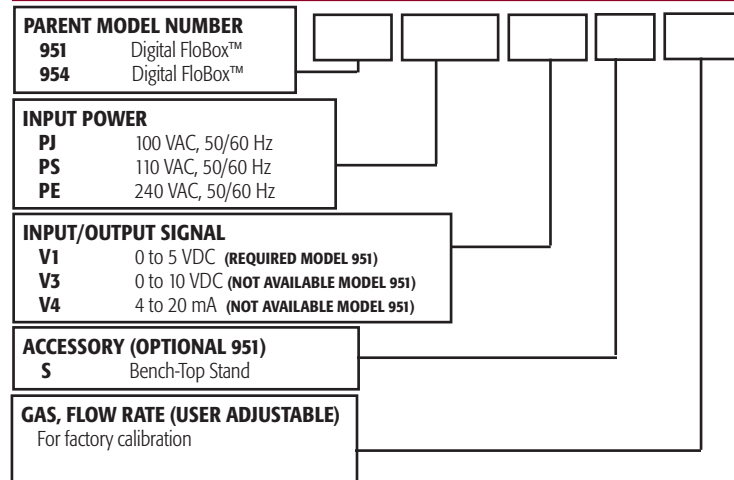 PARENT MODEL NUMBER
951 Digital FloBox™
954 Digital FloBox™
INPUT POWER
PJ 100 VAC, 50/60 Hz
PS 110 VAC, 50/60 Hz
PE 240 VAC, 50/60 Hz
INPUT/OUTPUT SIGNAL
V1 0 to 5 VDC (REQUIRED MODEL 951)
V3 0 to 10 VDC (NOT AVAILABLE MODEL 951)
V4 4 to 20 mA (NOT AVAILABLE MODEL 951)
ACCESSORY (OPTIONAL 951)
S Bench-Top Stand
GAS, FLOW RATE (USER ADJUSTABLE)
For factory calibration